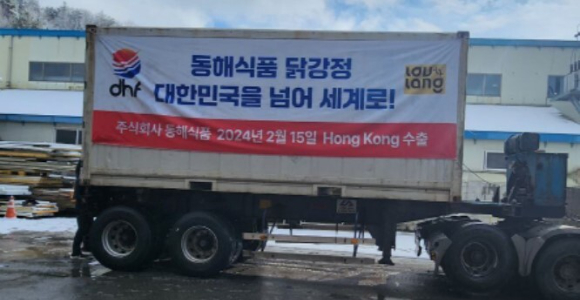 동해식품 닭강정
dhf
대한민국을 넘어 세계로!
주식회사 동해식품 2024년 2월 15일 Hong Kong 수출